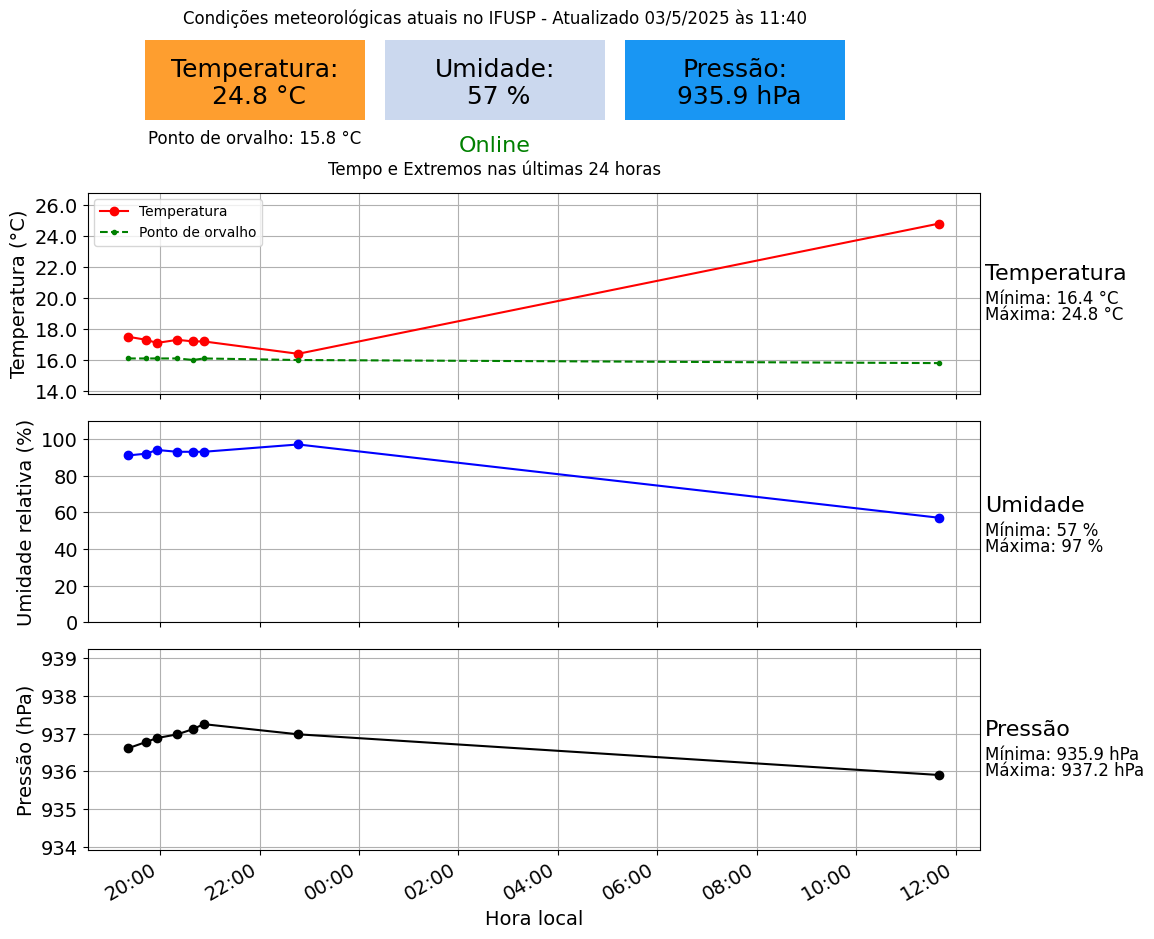 Condições meteorológicas atuais no IFUSP - Atualizado 03/5/2025 às 11:40
Temperatura:
24.8 °C
Umidade:
57 %
Pressão:
935.9 hPa
Ponto de orvalho: 15.8 °C
Online
Tempo e Extremos nas últimas 24 horas
Temperatura (°C)
26.0
24.0
22.0
20.0
18.0
16.0
14.0
Temperatura
Ponto de orvalho
Temperatura
Mínima: 16.4 °C
Máxima: 24.8 °C
Umidade relativa (%)
100
80
60
40
20
0
Umidade
Mínima: 57 %
Máxima: 97 %
Pressão (hPa)
939
938
937
936
935
934
Pressão
Mínima: 935.9 hPa
Máxima: 937.2 hPa
20:00
22:00
00:00
02:00
04:00
06:00
08:00
10:00
12:00
Hora local